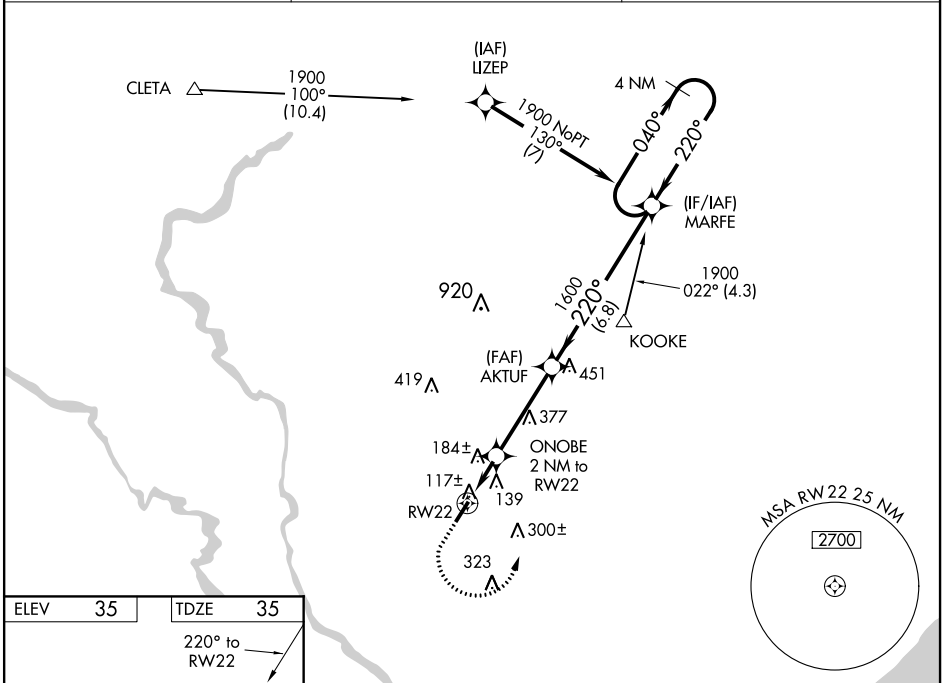 (IAF)
LIZEP
CLETA
1900
100°
(10.4)
4 NM
1900 NoPT
130°
(7)
040°
220°
(IF/IAF)
MARFE
1900
022° (4.3)
1600
220°
(6.8)
KOOKE
920
(FAF)
AKTUF
451
419
377
184±
ONOBE
2 NM to
RW22
117±
139
RW22
300±
323
MSA RW22 25 NM
2700
ELEV 35
TDZE 35
220° to
RW22